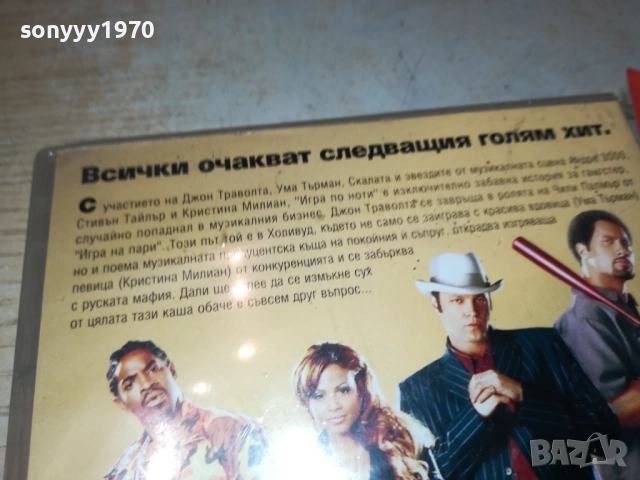 sonyyy1970
Всички очакват следващия голям хит.
С участието на Джон Траволта, Ума Търман, Скалата и звездите от музикалната сцена Андре 3000,
Стивън Тайлър и Кристина Милиан, "Игра по ноти" е изключително забавна история за гангстер,
случайно попаднал в музикалния бизнес. Джон Траволта се завръща в ролята на Чили Палмър от
"Игра на пари". Този път той е в Холивуд, където не само се заиграва с красива вдовица (Ума Търман)
но и поема музикалната къща на покойния и съпруг, открадва изгряваща
певица (Кристина Милиан) от конкуренцията и се забърква
с руската мафия. Дали ще да се измъкне сух
от цялата тази каша обаче е съвсем друг въпрос...
BAZAR